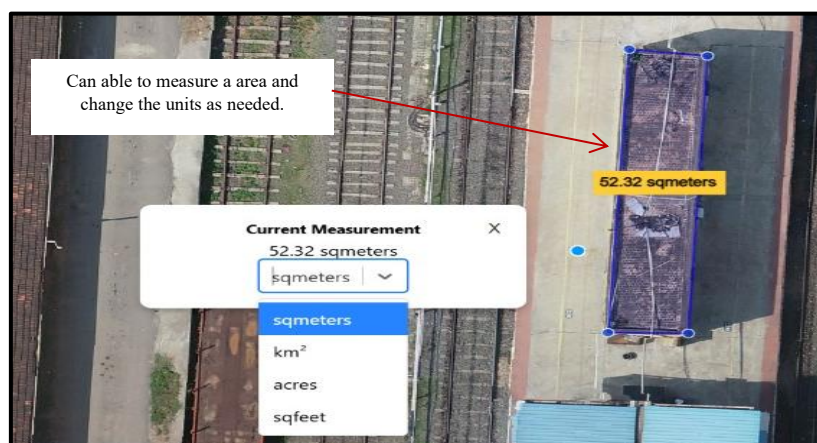 Can able to measure a area and
change the units as needed.
52.32 sqmeters
Current Measurement
52.32 sqmeters
sqmeters
sqmeters
km²
acres
sqfeet